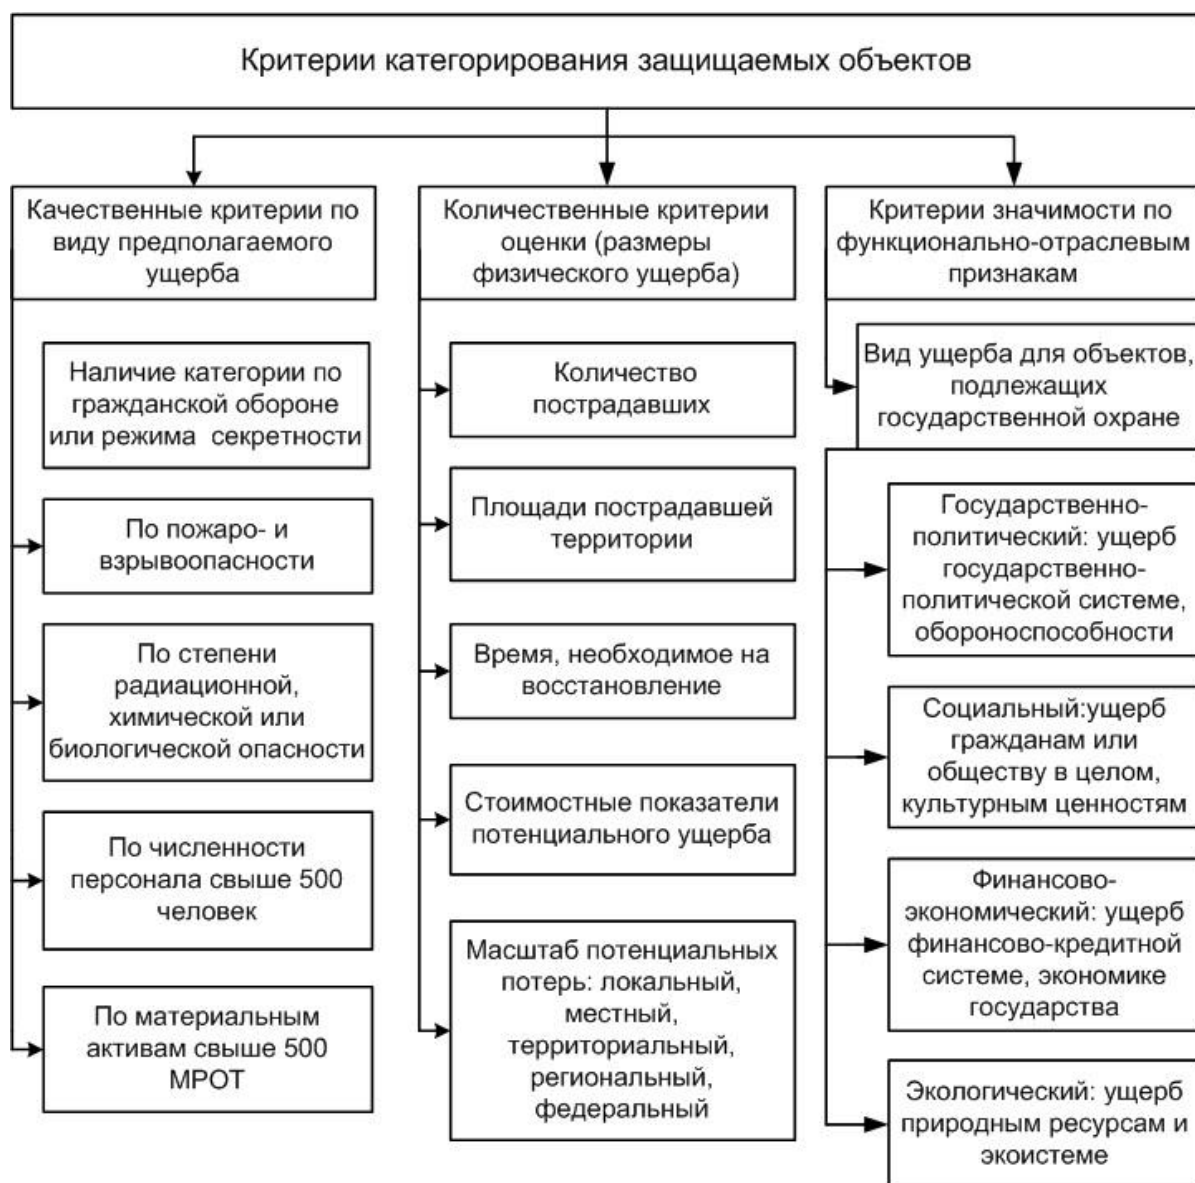 Критерии категорирования защищаемых объектов
Качественные критерии по
виду предполагаемого
ущерба
Наличие категории по
гражданской обороне
или режима секретности
По пожаро- и
взрывоопасности
По степени
радиационной,
химической или
биологической опасности
По численности
персонала свыше 500
человек
По материальным
активам свыше 500
МРОТ
Количественные критерии
оценки (размеры
физического ущерба)
Количество
пострадавших
Площади пострадавшей
территории
Время, необходимое на
восстановление
Стоимостные показатели
потенциального ущерба
Масштаб потенциальных
потерь: локальный,
местный,
территориальный,
региональный,
федеральный
Критерии значимости по
функционально-отраслевым
признакам
Вид ущерба для объектов,
подлежащих
государственной охране
Государственно-
политический: ущерб
государственно-
политической системе,
обороноспособности
Социальный:ущерб
гражданам или
обществу в целом,
культурным ценностям
Финансово-
экономический: ущерб
финансово-кредитной
системе, экономике
государства
Экологический: ущерб
природным ресурсам и
экоистеме